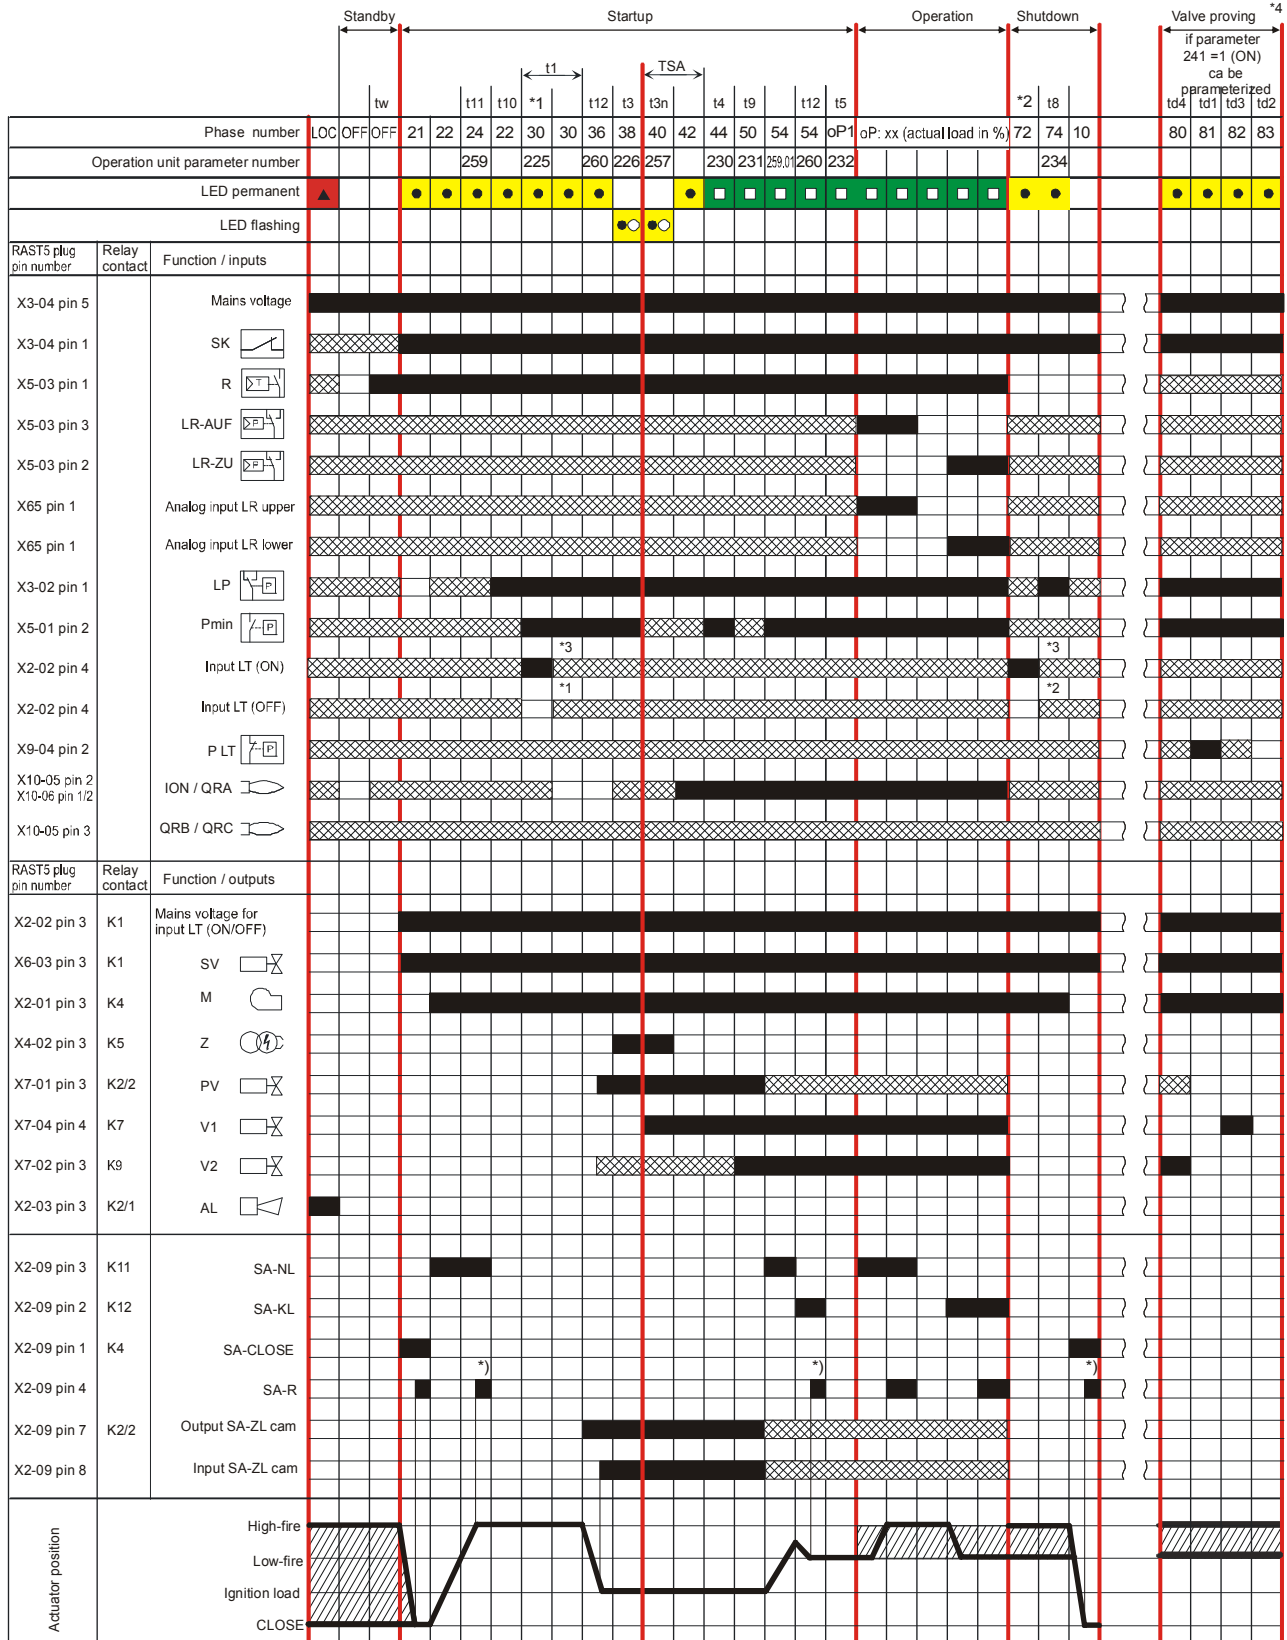 Standby Startup Operation Shutdown Valve proving *4
if parameter
241 =1 (ON)
ca be
parameterized
t1 TSA
tw t11 t10 *1 t12 t3 t3n t4 t9 t12 t5 *2 t8 td4 td1 td3 td2
Phase number LOC OFF OFF 21 22 24 22 30 30 36 38 40 42 44 50 54 54 oP1 oP: xx (actual load in %) 72 74 10 80 81 82 83
Operation unit parameter number 259 225 260 226 257 230 231 259.01 260 232 234
LED permanent
LED flashing
RAST5 plug pin number Relay contact Function / inputs
X3-04 pin 5 Mains voltage
X3-04 pin 1 SK
X5-03 pin 1 R T
X5-03 pin 3 LR-AUF P
X5-03 pin 2 LR-ZU P
X65 pin 1 Analog input LR upper
X65 pin 1 Analog input LR lower
X3-02 pin 1 LP P
X5-01 pin 2 Pmin P
*3 *3
X2-02 pin 4 Input LT (ON)
*1 *2
X2-02 pin 4 Input LT (OFF)
X9-04 pin 2 P LT P
X10-05 pin 2
X10-06 pin 1/2 ION / QRA
X10-05 pin 3 QRB / QRC
RAST5 plug pin number Relay contact Function / outputs
X2-02 pin 3 K1 Mains voltage for input LT (ON/OFF)
X6-03 pin 3 K1 SV
X2-01 pin 3 K4 M
X4-02 pin 3 K5 Z
X7-01 pin 3 K2/2 PV
X7-04 pin 4 K7 V1
X7-02 pin 3 K9 V2
X2-03 pin 3 K2/1 AL
X2-09 pin 3 K11 SA-NL
X2-09 pin 2 K12 SA-KL
X2-09 pin 1 K4 SA-CLOSE
*) *) *)
X2-09 pin 4 SA-R
X2-09 pin 7 K2/2 Output SA-ZL cam
X2-09 pin 8 Input SA-ZL cam
Actuator position
High-fire
Low-fire
Ignition load
CLOSE